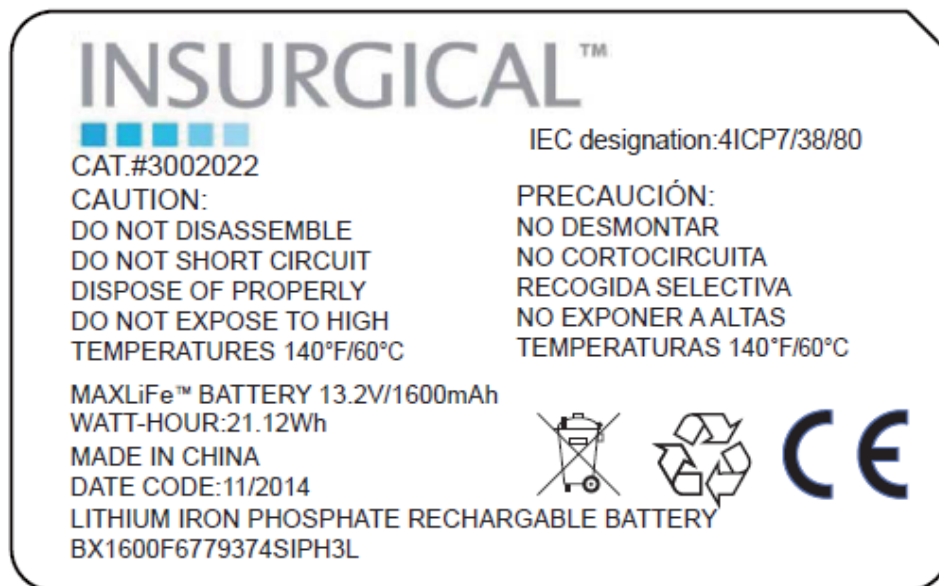 INSURGICAL™
IEC designation:4ICP7/38/80
CAT.#3002022
CAUTION:
DO NOT DISASSEMBLE
DO NOT SHORT CIRCUIT
DISPOSE OF PROPERLY
DO NOT EXPOSE TO HIGH
TEMPERATURES 140°F/60°C
PRECAUCIÓN:
NO DESMONTAR
NO CORTOCIRCUITA
RECOGIDA SELECTIVA
NO EXPONER A ALTAS
TEMPERATURAS 140°F/60°C
MAXLiFe™ BATTERY 13.2V/1600mAh
WATT-HOUR:21.12Wh
MADE IN CHINA
DATE CODE:11/2014
LITHIUM IRON PHOSPHATE RECHARGABLE BATTERY
BX1600F6779374SIPH3L
CE